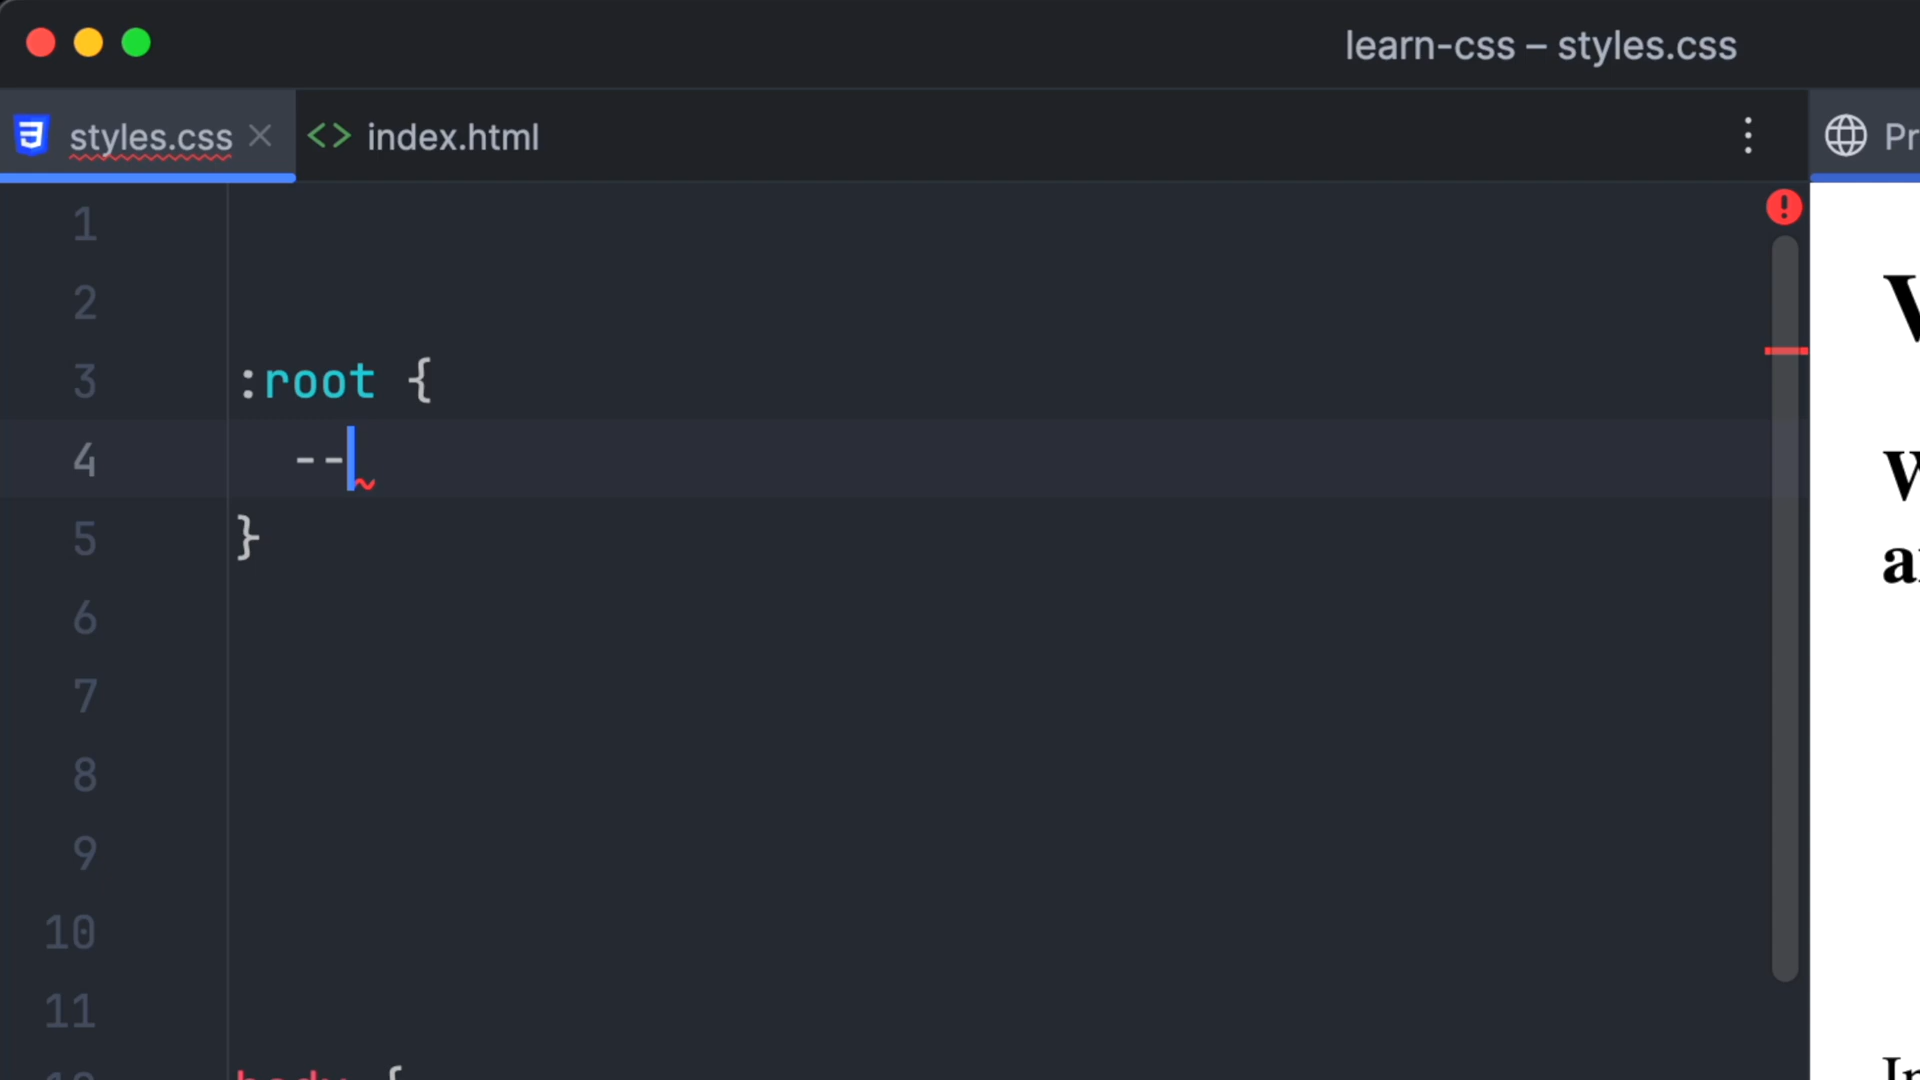 learn-css – styles.css
styles.css
index.html
1
2
3 :root {
4 --
5 }
6
7
8
9
10
11
body {